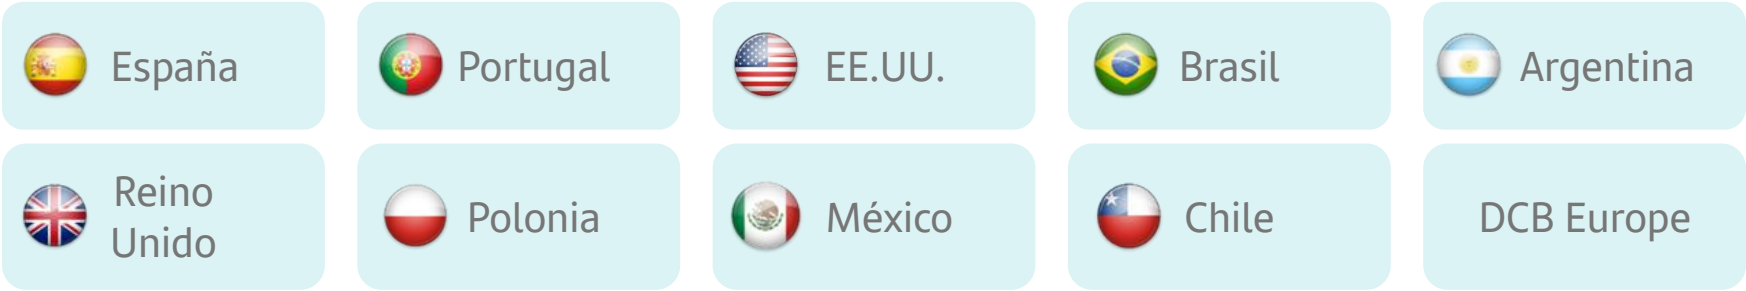 España
Portugal
EE.UU.
Brasil
Argentina
Reino
Unido
Polonia
México
Chile
DCB Europe